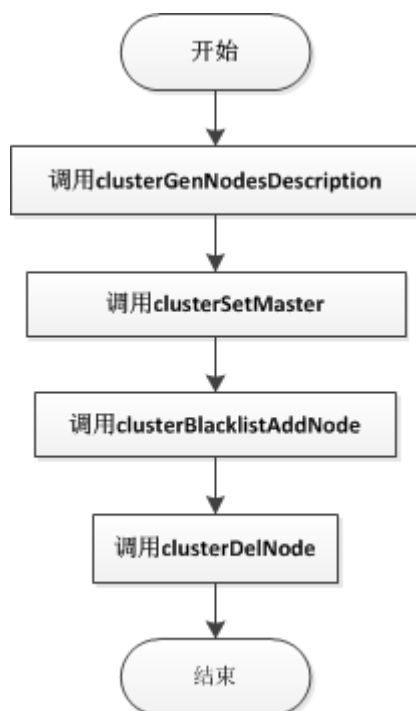 开始
调用clusterGenNodesDescription
调用clusterSetMaster
调用clusterBlacklistAddNode
调用clusterDelNode
结束